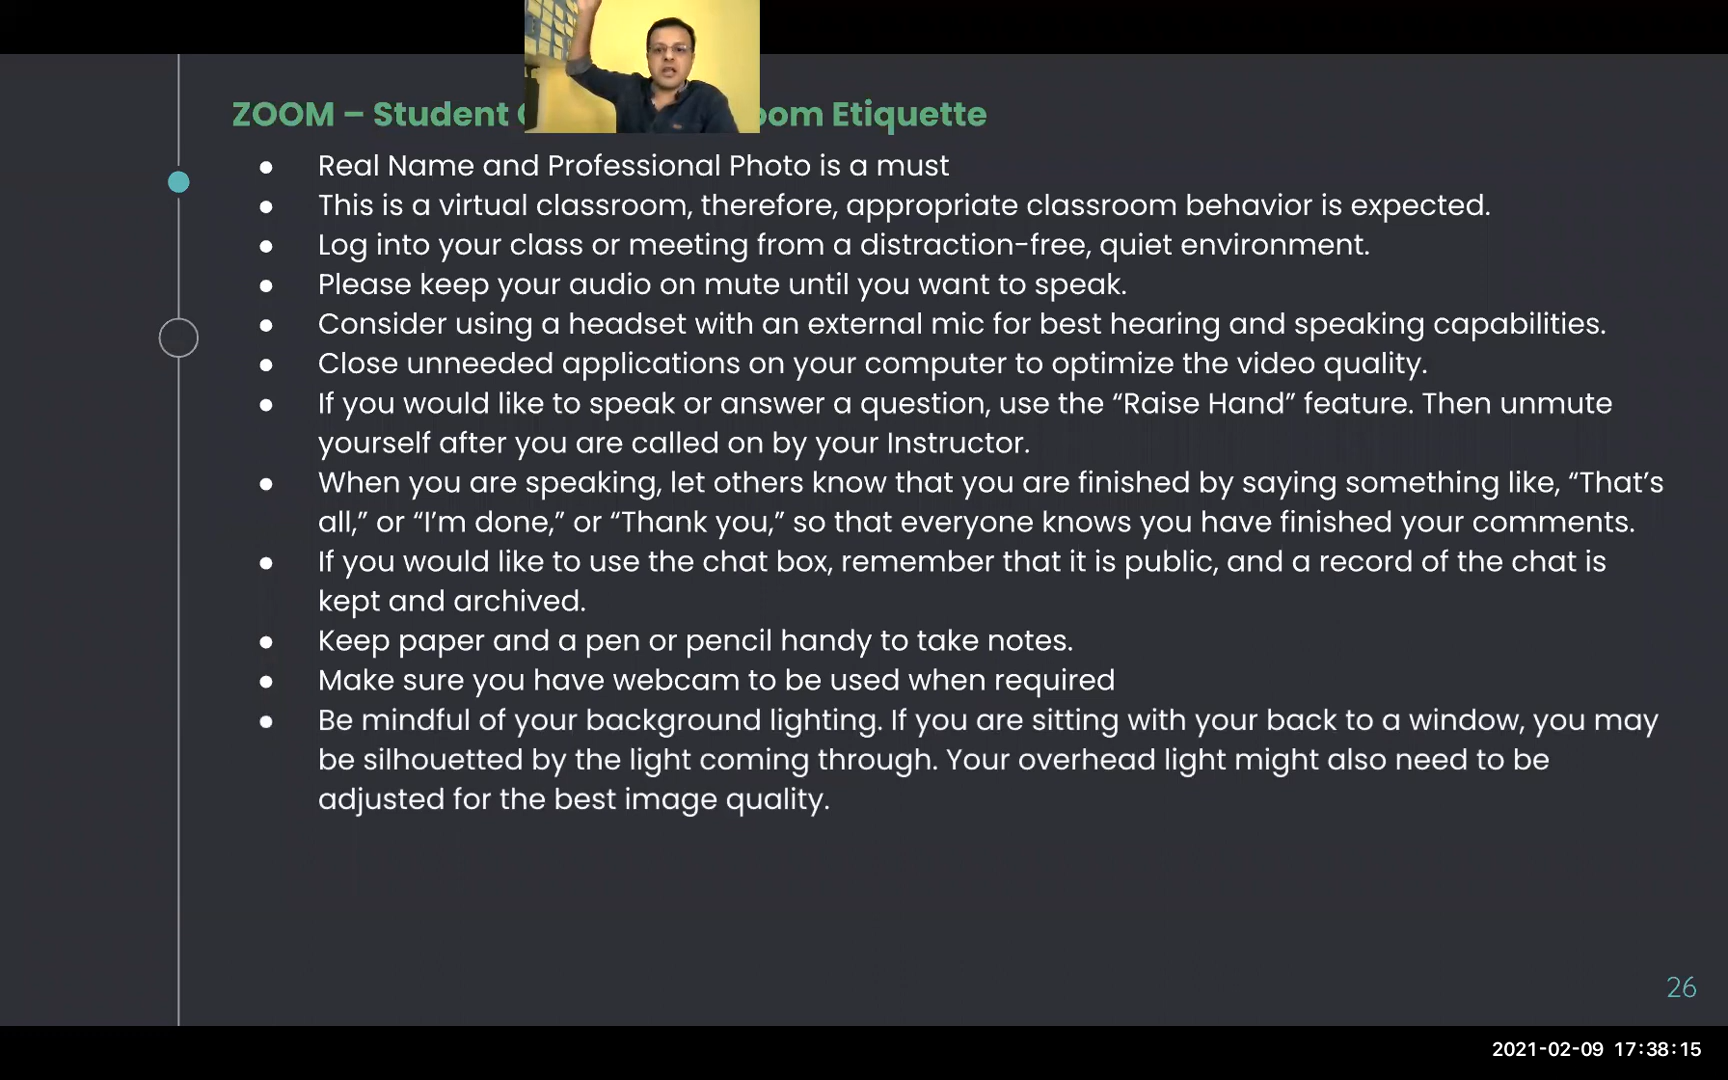 ZOOM – Student oom Etiquette
● Real Name and Professional Photo is a must
● This is a virtual classroom, therefore, appropriate classroom behavior is expected.
● Log into your class or meeting from a distraction-free, quiet environment.
● Please keep your audio on mute until you want to speak.
● Consider using a headset with an external mic for best hearing and speaking capabilities.
● Close unneeded applications on your computer to optimize the video quality.
● If you would like to speak or answer a question, use the “Raise Hand” feature. Then unmute
yourself after you are called on by your Instructor.
● When you are speaking, let others know that you are finished by saying something like, “That’s
all,” or “I’m done,” or “Thank you,” so that everyone knows you have finished your comments.
● If you would like to use the chat box, remember that it is public, and a record of the chat is
kept and archived.
● Keep paper and a pen or pencil handy to take notes.
● Make sure you have webcam to be used when required
● Be mindful of your background lighting. If you are sitting with your back to a window, you may
be silhouetted by the light coming through. Your overhead light might also need to be
adjusted for the best image quality.
26
2021-02-09 17:38:15